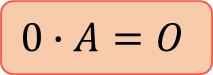 0 · A = O